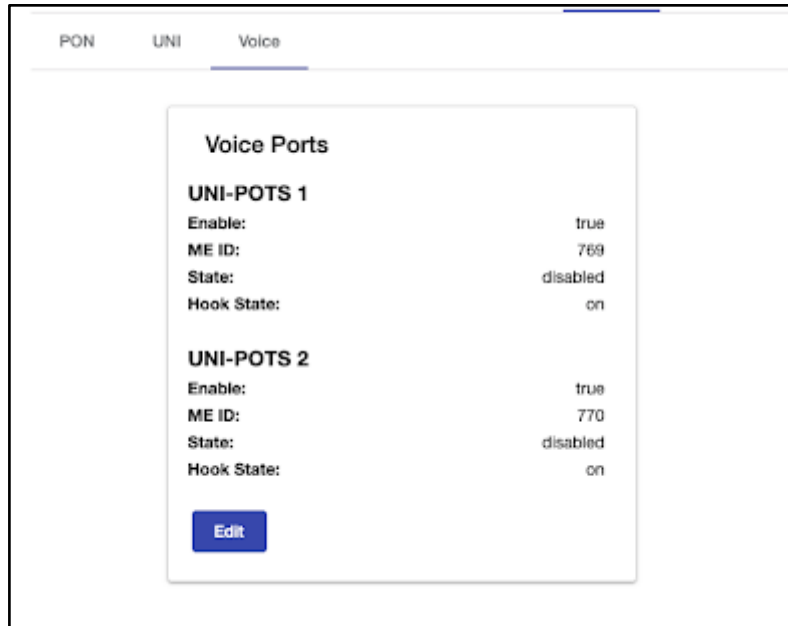 PON UNI Voice
Voice Ports
UNI-POTS 1
Enable: true
ME ID: 769
State: disabled
Hook State: on
UNI-POTS 2
Enable: true
ME ID: 770
State: disabled
Hook State: on
Edit